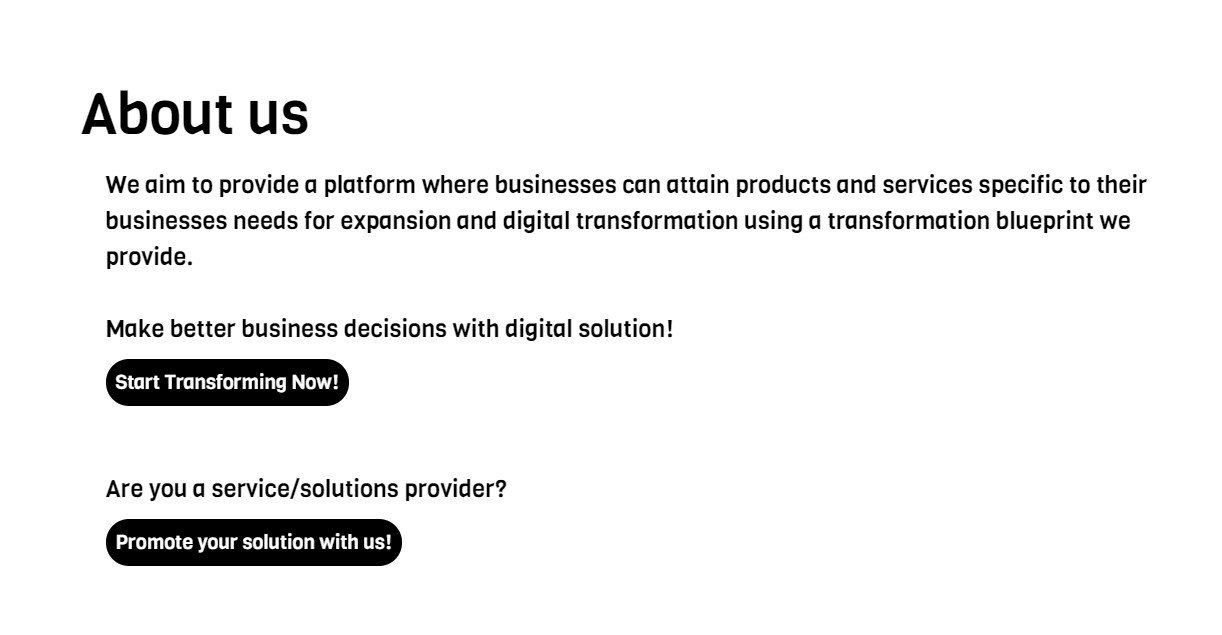 About us
We aim to provide a platform where businesses can attain products and services specific to their
businesses needs for expansion and digital transformation using a transformation blueprint we
provide.
Make better business decisions with digital solution!
Start Transforming Now!
Are you a service/solutions provider?
Promote your solution with us!